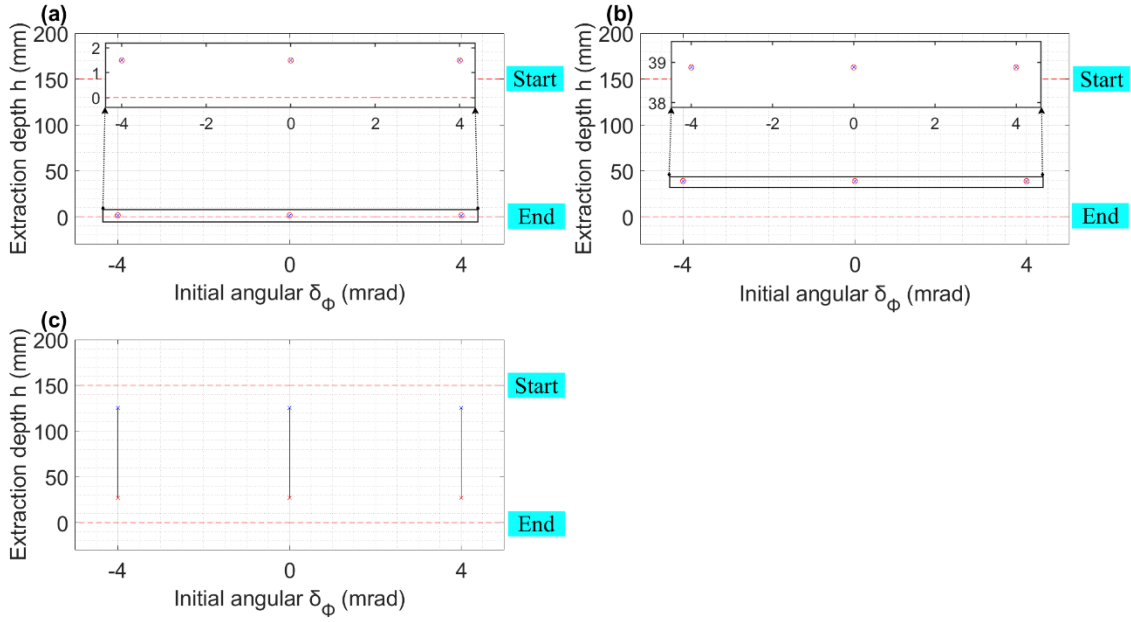 (a)
Extraction depth h (mm)
200
150
100
50
0
2
1
0
-4 -2 0 2 4
Start
End
-4 0 4
Initial angular δ_Φ (mrad)
(b)
Extraction depth h (mm)
200
150
100
50
0
39
38
-4 -2 0 2 4
Start
End
-4 0 4
Initial angular δ_Φ (mrad)
(c)
Extraction depth h (mm)
200
150
100
50
0
Start
End
-4 0 4
Initial angular δ_Φ (mrad)